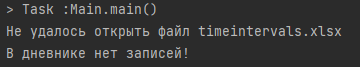 > Task :Main.main()
Не удалось открыть файл timeintervals.xlsx
В дневнике нет записей!